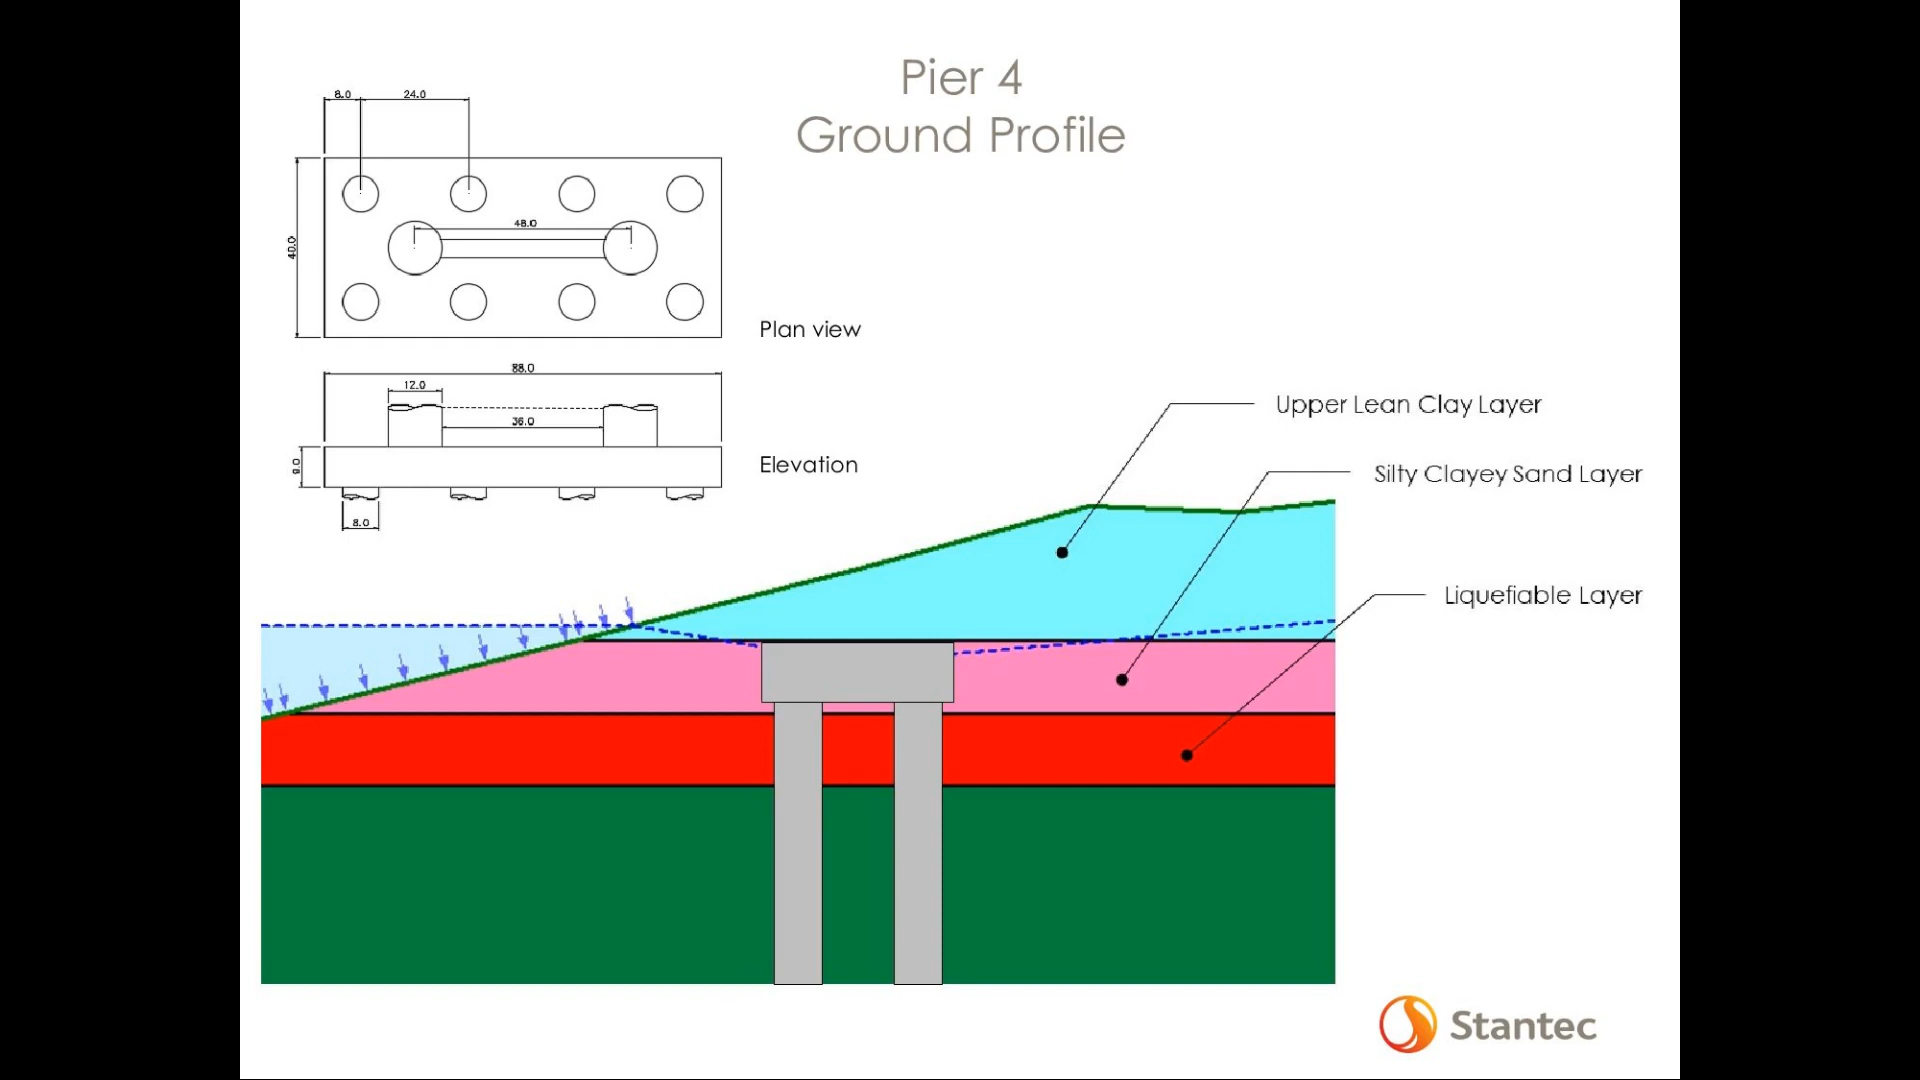 Pier 4
Ground Profile
8.0
24.0
48.0
40.0
Plan view
88.0
12.0
36.0
9.0
Elevation
8.0
Upper Lean Clay Layer
Silty Clayey Sand Layer
Liquefiable Layer
Stantec